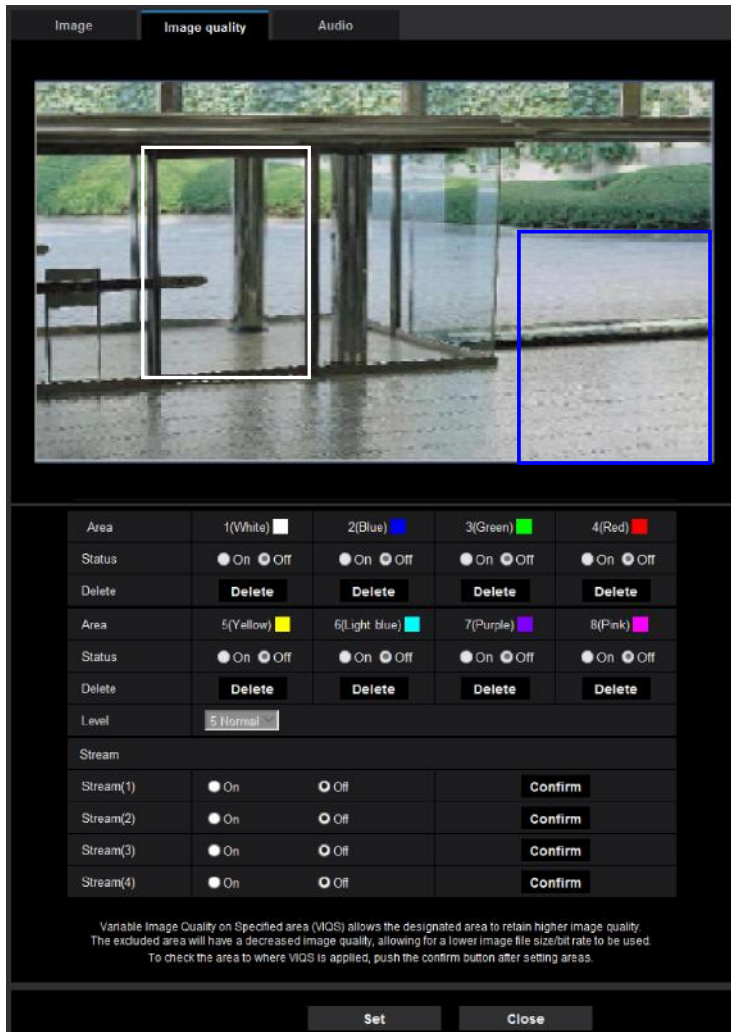 Image Image quality Audio
Area 1(White) 2(Blue) 3(Green) 4(Red)
Status On Off On Off On Off On Off
Delete Delete Delete Delete Delete
Area 5(Yellow) 6(Light blue) 7(Purple) 8(Pink)
Status On Off On Off On Off On Off
Delete Delete Delete Delete Delete
Level 5 Normal
Stream
Stream(1) On Off Confirm
Stream(2) On Off Confirm
Stream(3) On Off Confirm
Stream(4) On Off Confirm
Variable Image Quality on Specified area (VIQS) allows the designated area to retain higher image quality.
The excluded area will have a decreased image quality, allowing for a lower image file size/bit rate to be used.
To check the area to where VIQS is applied, push the confirm button after setting areas.
Set Close